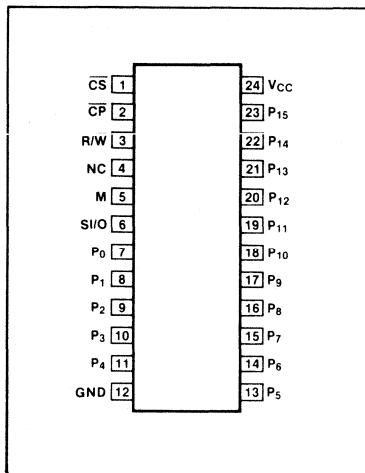 C̅S̅ 1 24 VCC
C̅P̅ 2 23 P15
R/W̅ 3 22 P14
NC 4 21 P13
M 5 20 P12
SI/O 6 19 P11
P0 7 18 P10
P1 8 17 P9
P2 9 16 P8
P3 10 15 P7
P4 11 14 P6
GND 12 13 P5